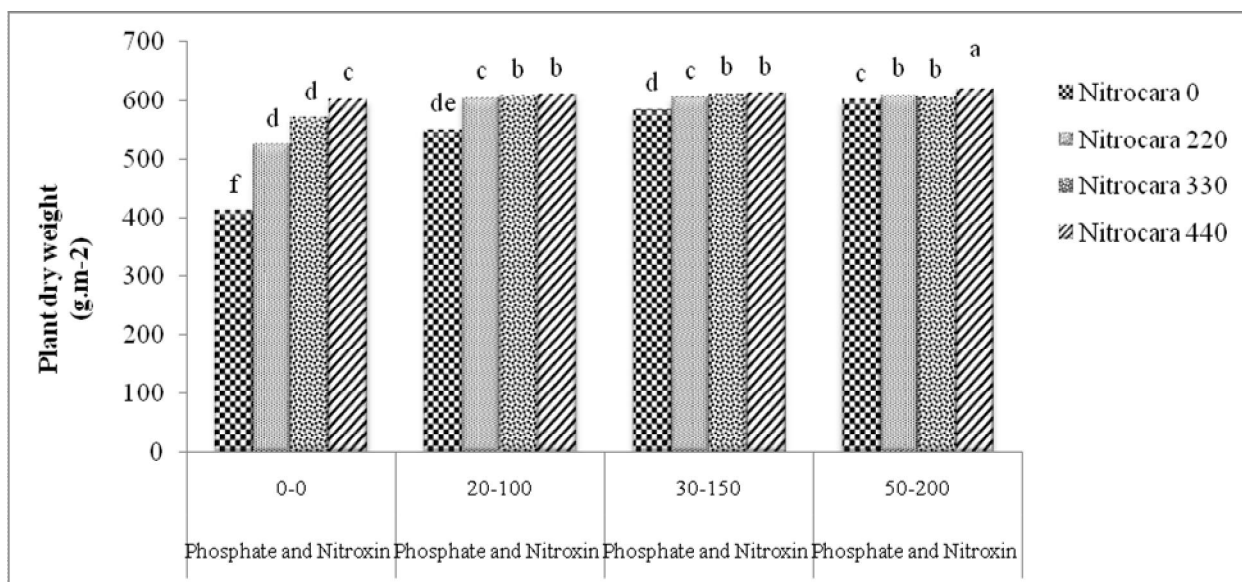 Plant dry weight
(g.m-2)
700
600
500
400
300
200
100
0
f
d
d
c
de
c
b
b
d
c
b
b
c
b
b
a
0-0
20-100
30-150
50-200
Phosphate and Nitroxin
Phosphate and Nitroxin
Phosphate and Nitroxin
Phosphate and Nitroxin
Nitrocara 0
Nitrocara 220
Nitrocara 330
Nitrocara 440